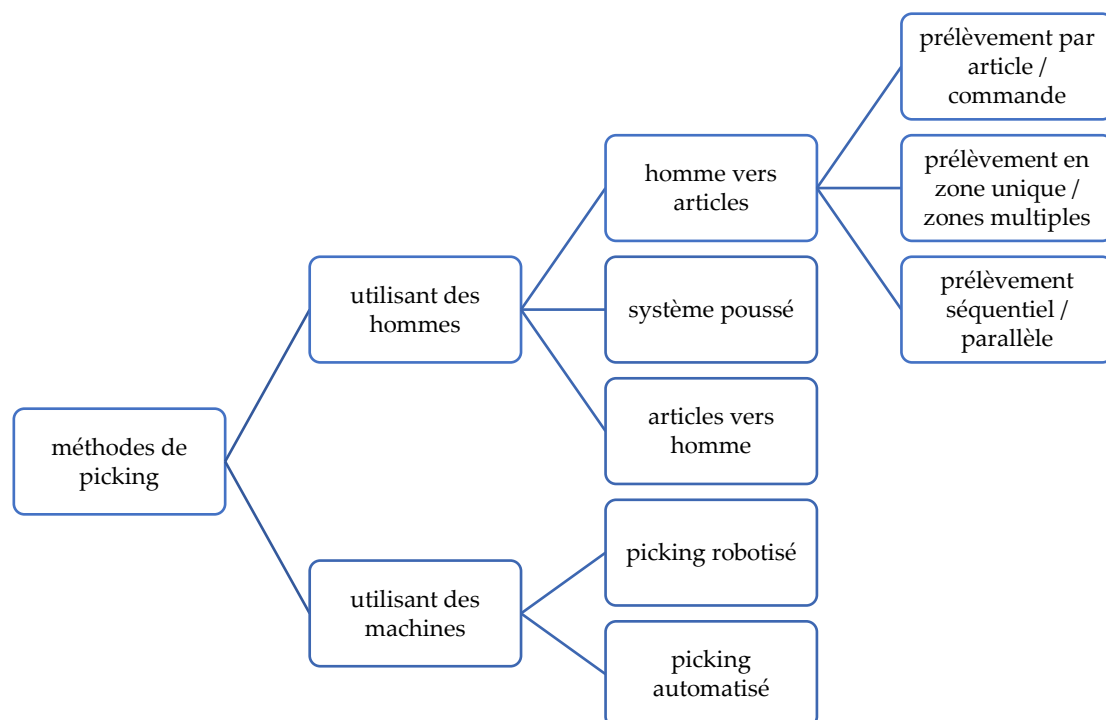 méthodes de
picking
utilisant des
hommes
homme vers
articles
prélèvement par
article /
commande
prélèvement en
zone unique /
zones multiples
prélèvement
séquentiel /
parallèle
système poussé
articles vers
homme
utilisant des
machines
picking robotisé
picking
automatisé